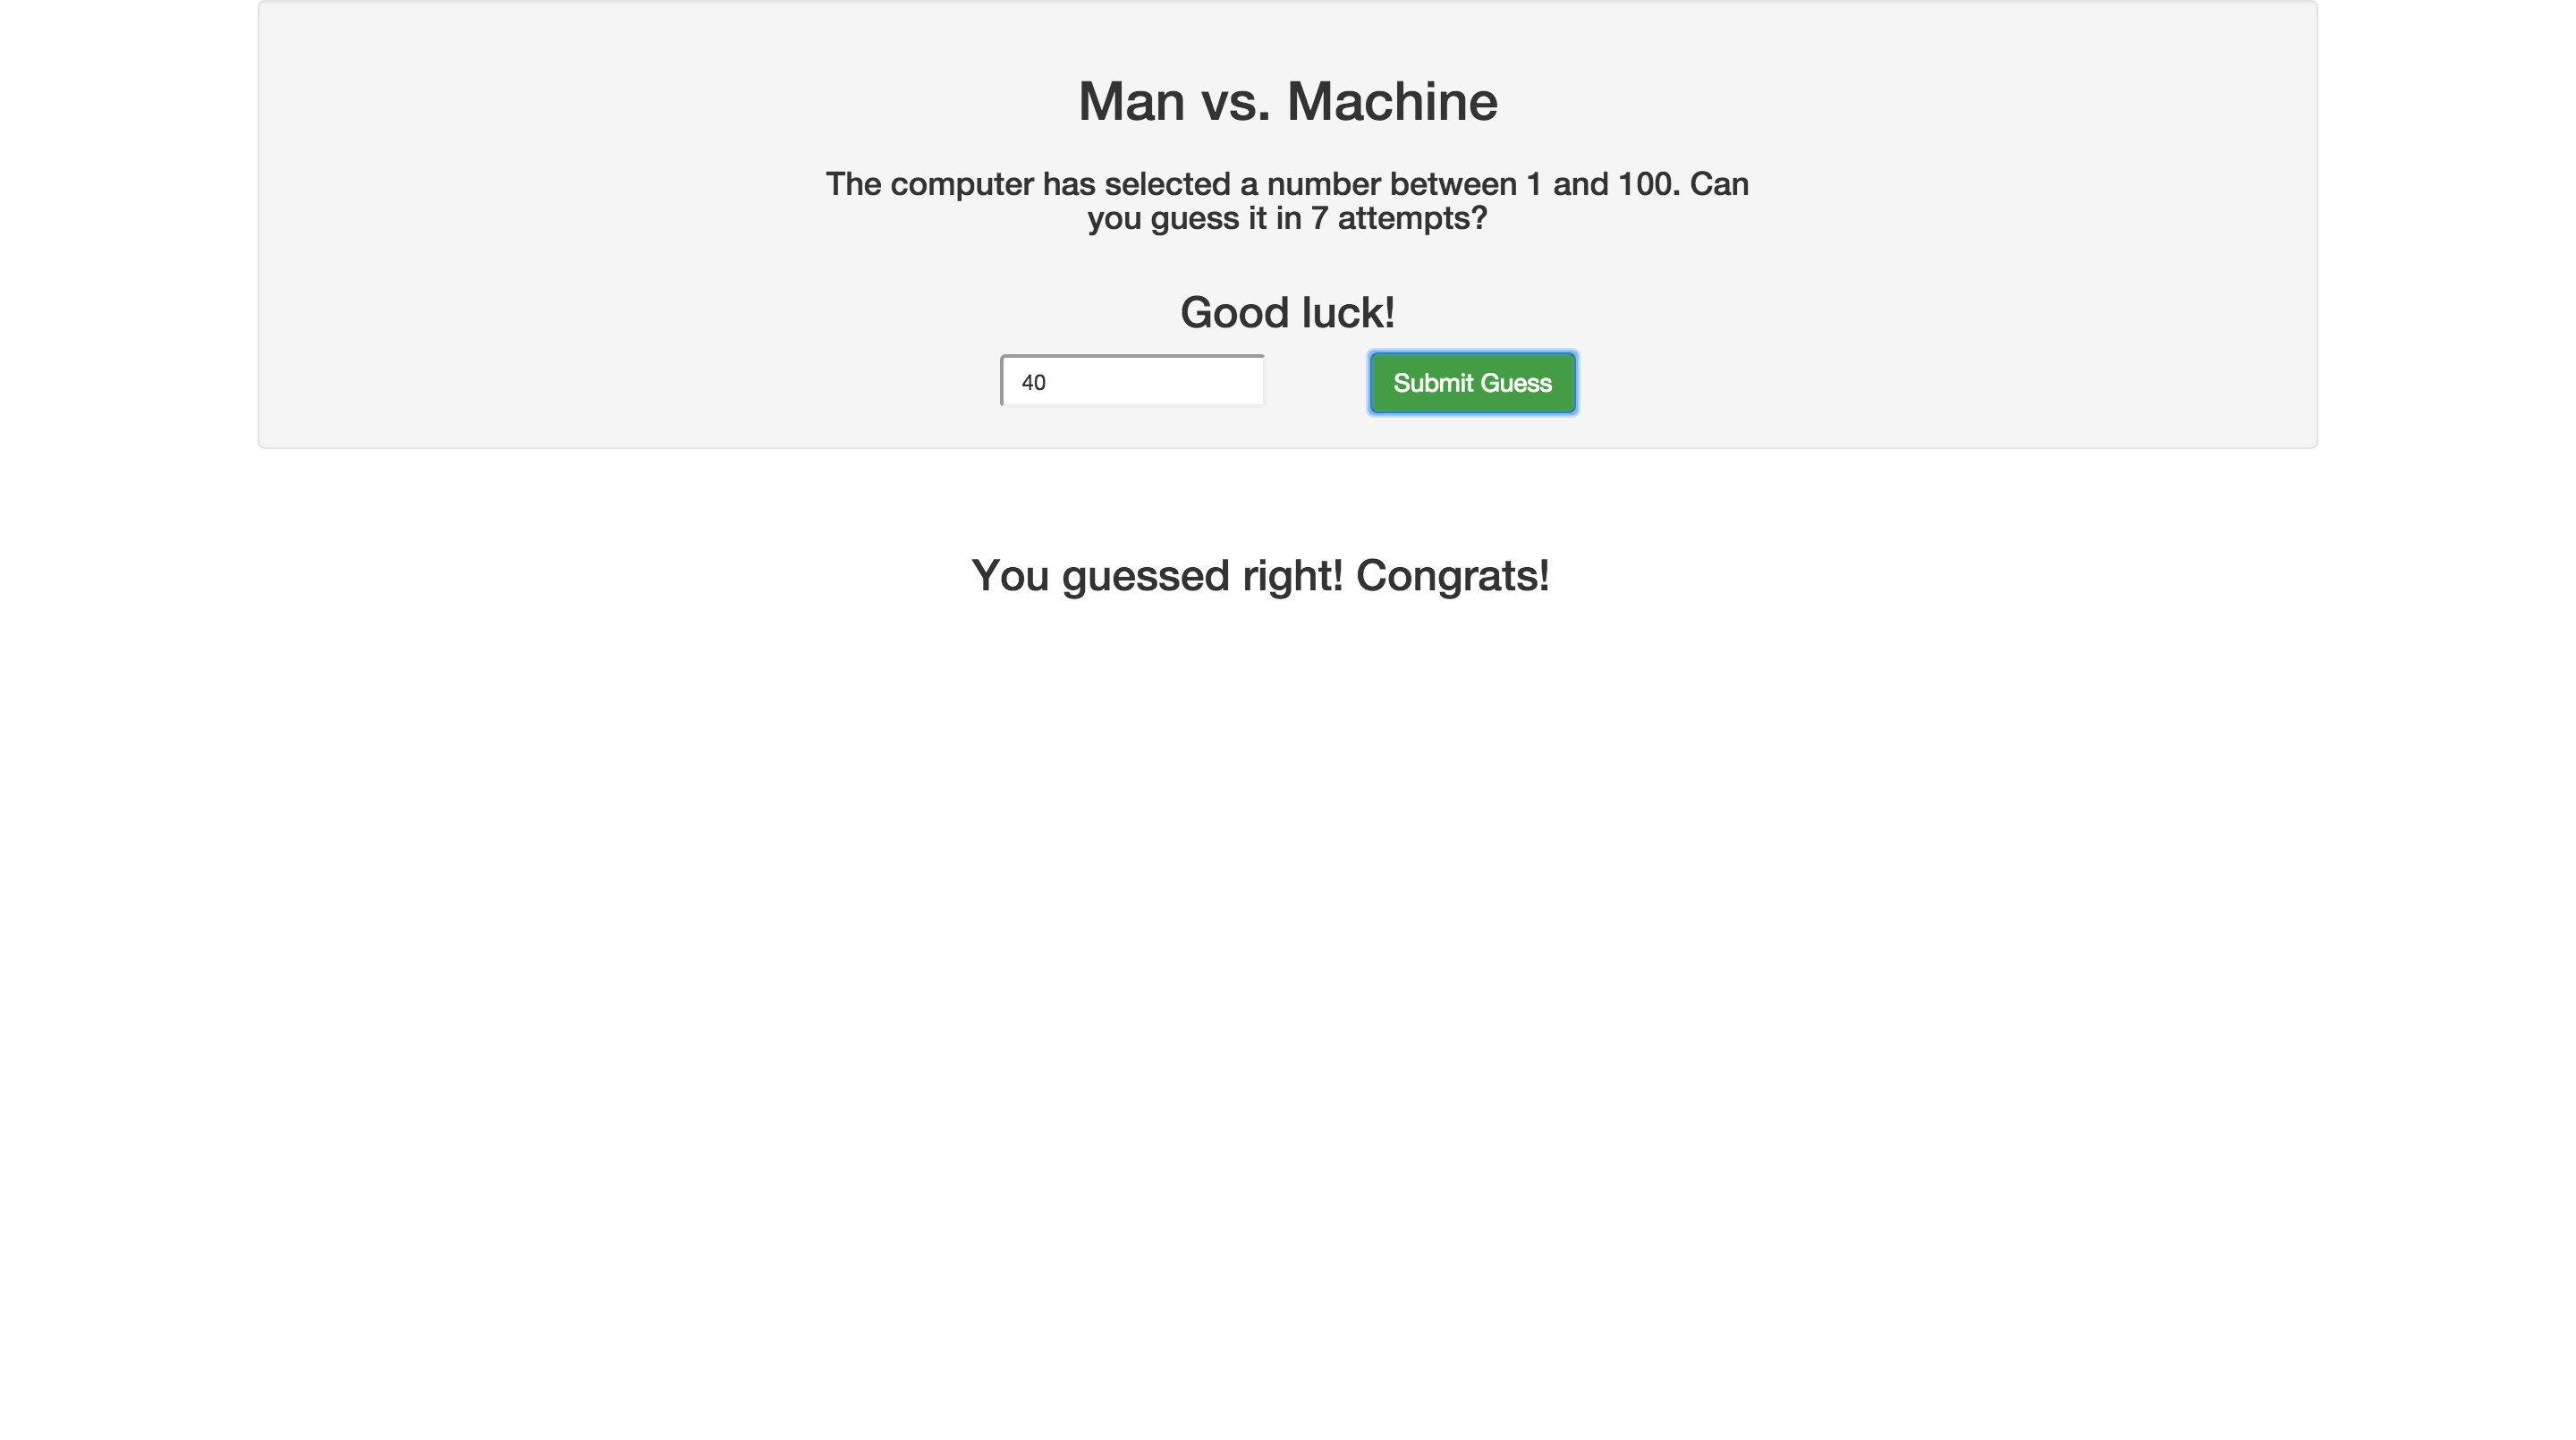 Man vs. Machine
The computer has selected a number between 1 and 100. Can
you guess it in 7 attempts?
Good luck!
40
Submit Guess
You guessed right! Congrats!